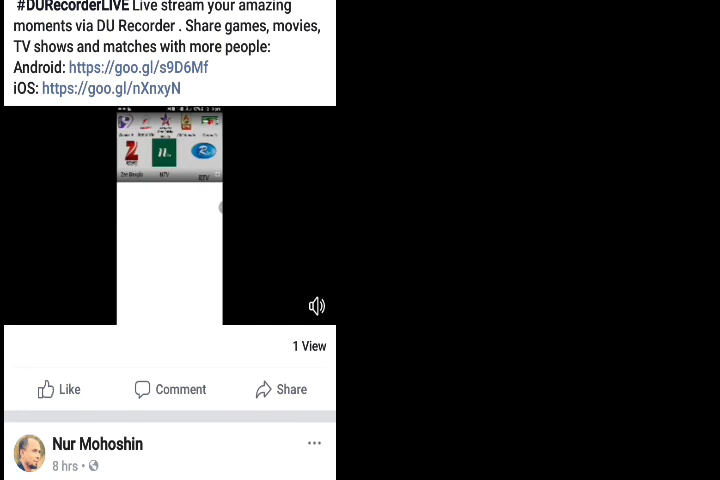 #DURecorderLIVE Live stream your amazing
moments via DU Recorder . Share games, movies,
TV shows and matches with more people:
Android: https://goo.gl/s9D6Mf
iOS: https://goo.gl/nXnxyN
Zee Bangla NTV RTV
1 View
Like Comment Share
Nur Mohoshin
8 hrs